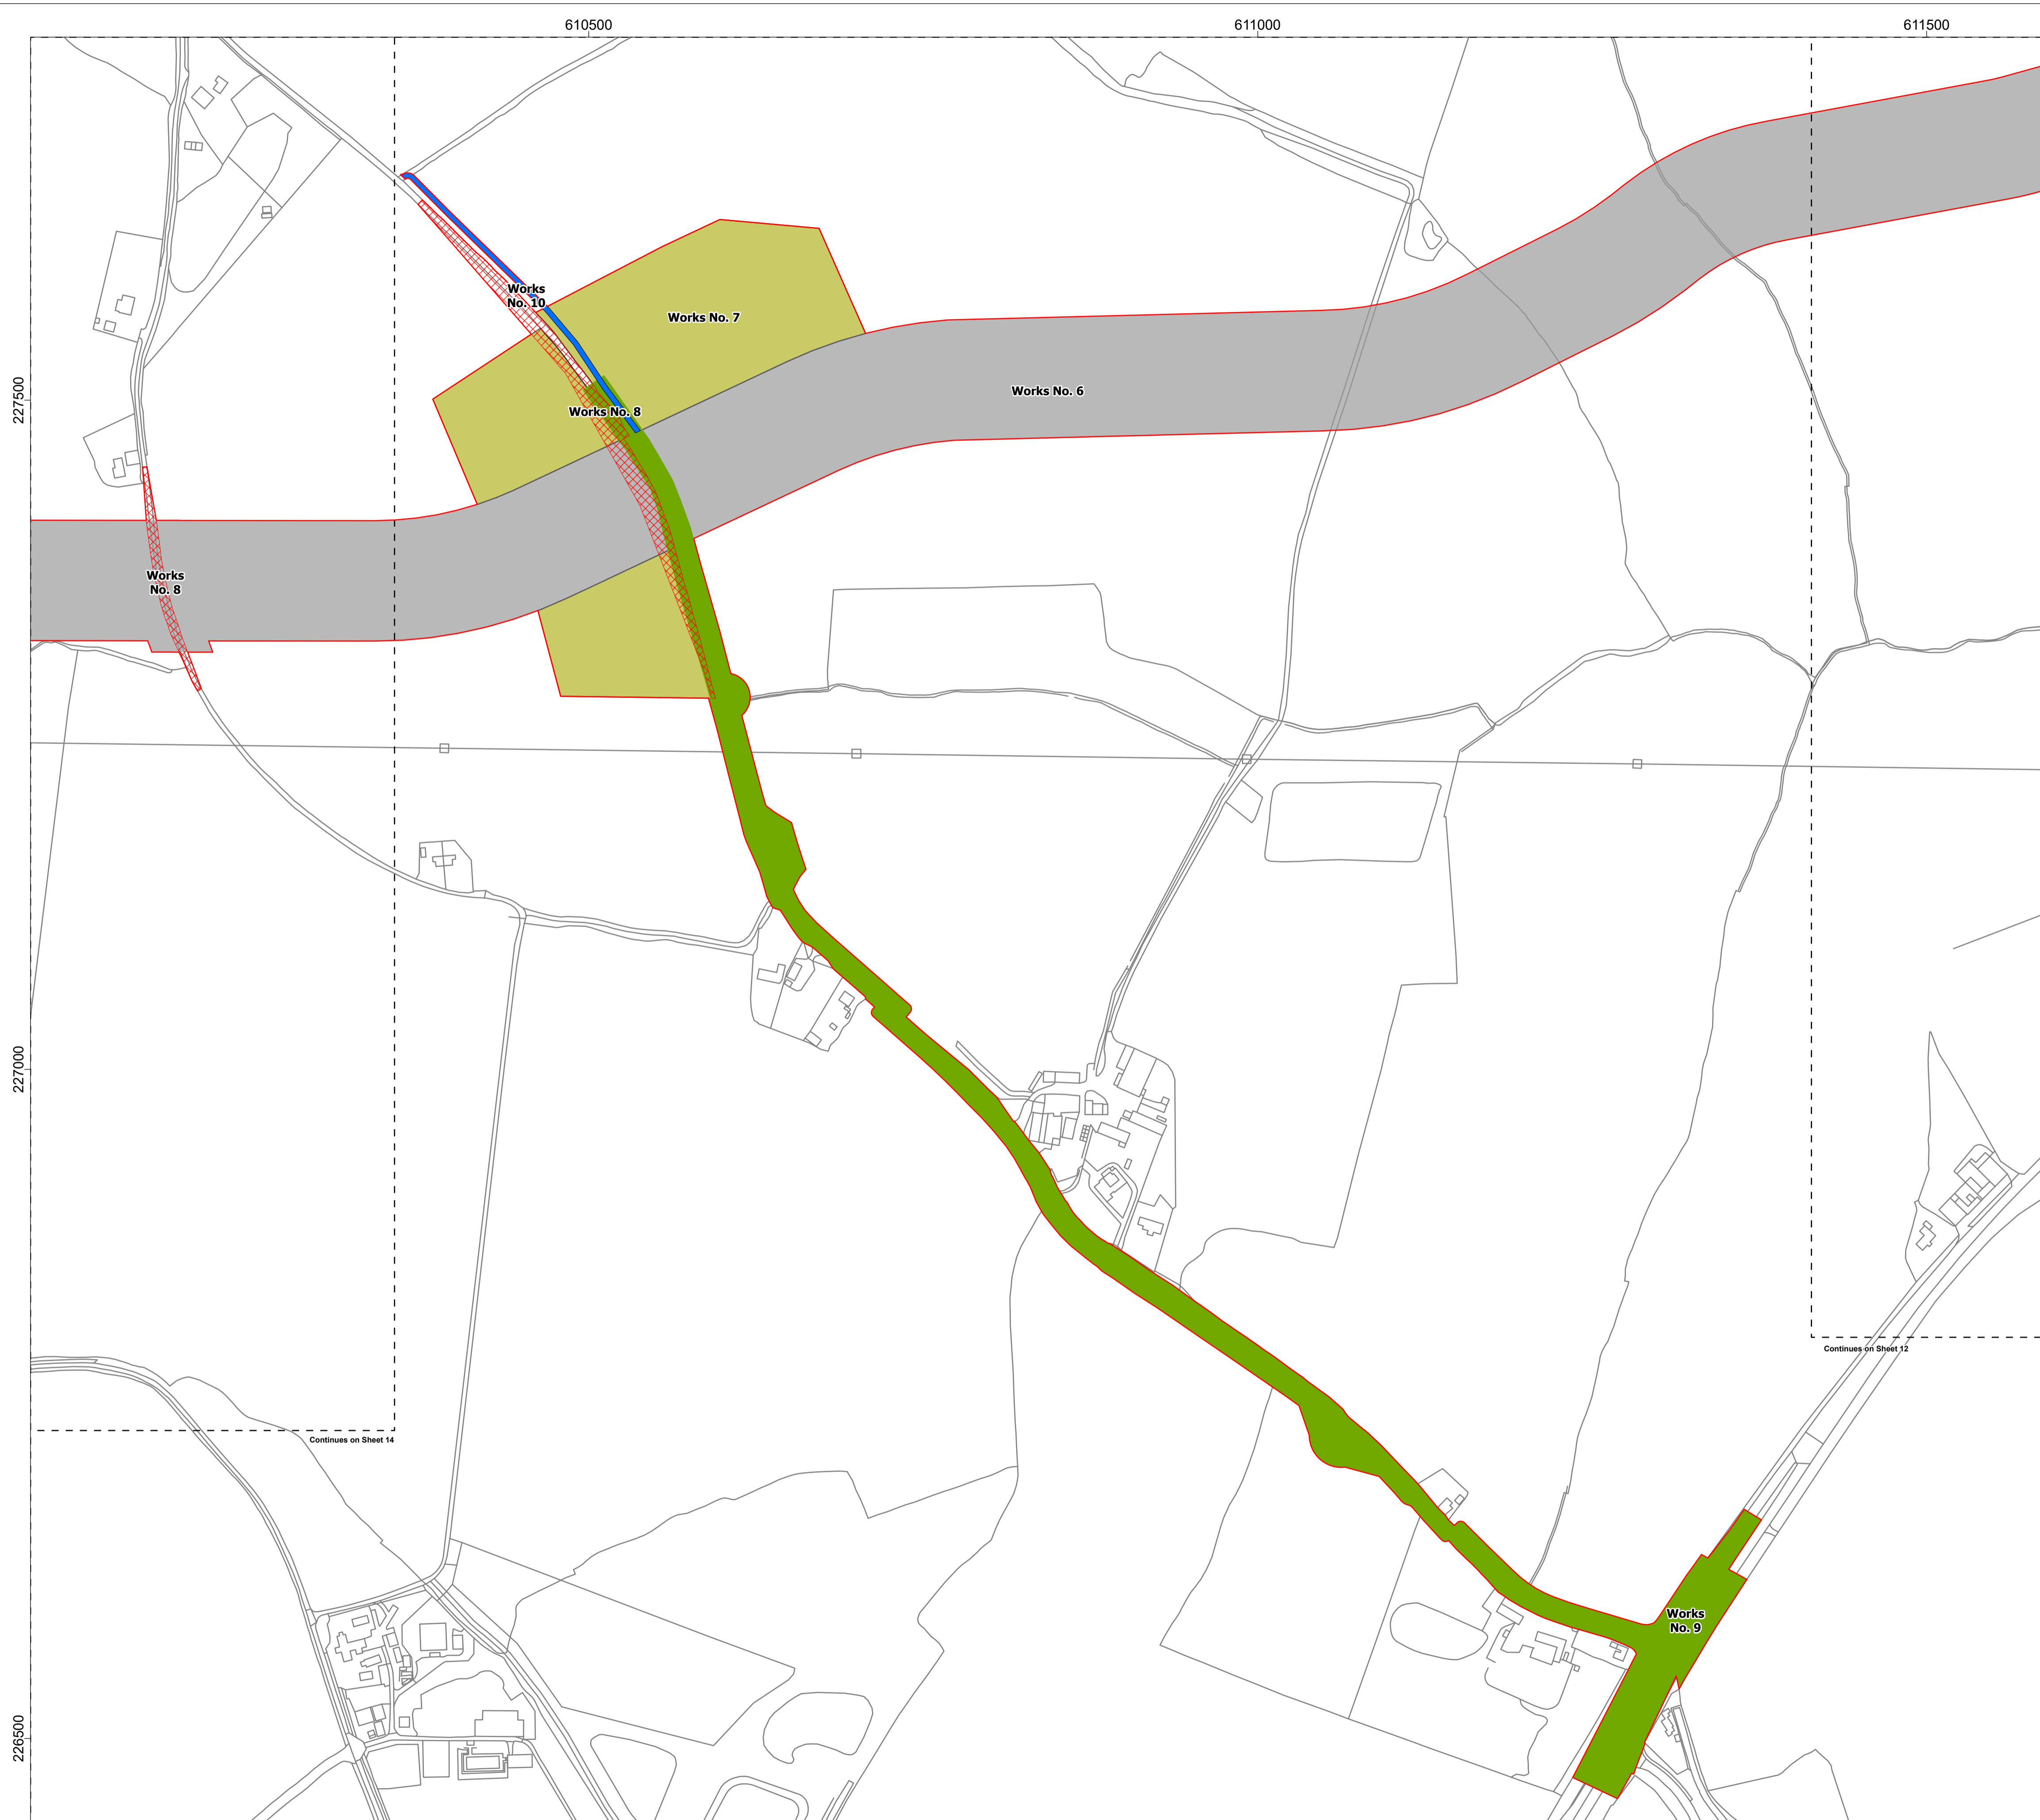 610500
611000
611500
Works
No. 10
Works No. 7
227500
Works No. 6
Works No. 8
Works
No. 8
227000
Continues on Sheet 12
Continues on Sheet 14
Works
No. 9
226500